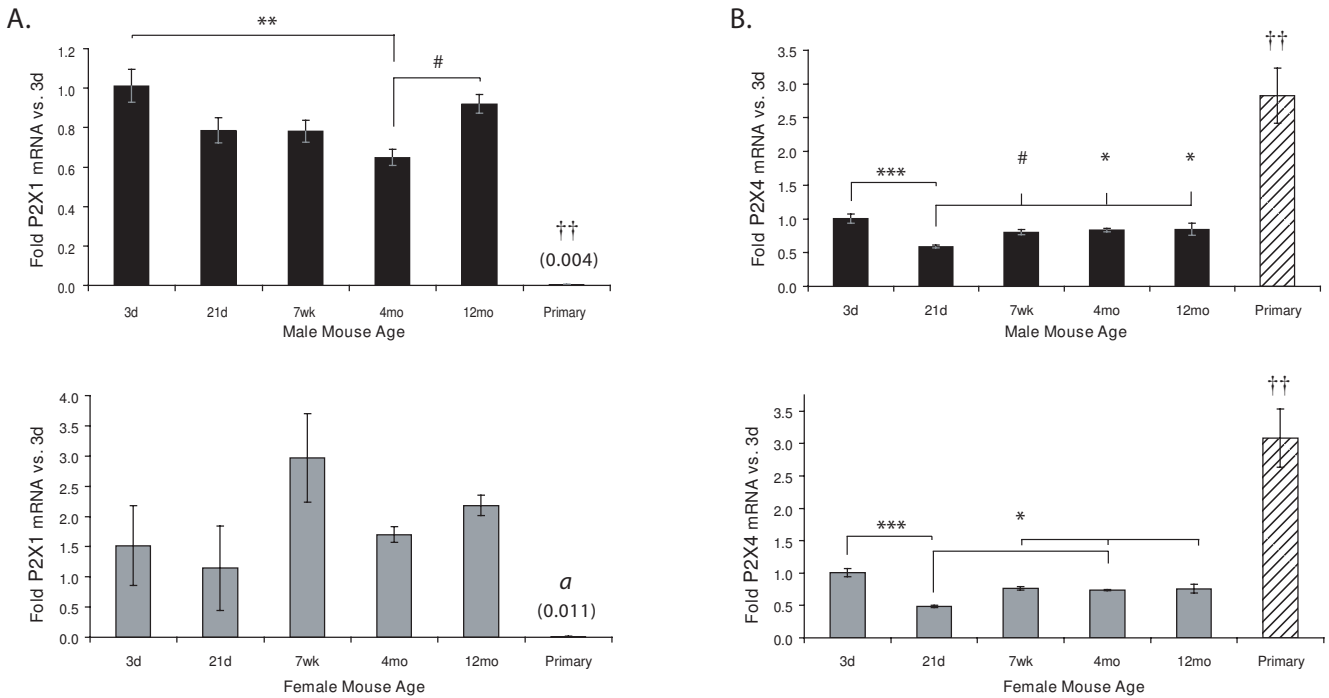 A.
**
#
1.2
1.0
0.8
0.6
0.4
0.2
0.0
Fold P2X1 mRNA vs. 3d
††
(0.004)
3d 21d 7wk 4mo 12mo Primary
Male Mouse Age
4.0
3.5
3.0
2.5
2.0
1.5
1.0
0.5
0.0
Fold P2X1 mRNA vs. 3d
a
(0.011)
3d 21d 7wk 4mo 12mo Primary
Female Mouse Age
B.
††
3.5
3.0
2.5
2.0
1.5
1.0
0.5
0.0
Fold P2X4 mRNA vs. 3d
*** # * *
3d 21d 7wk 4mo 12mo Primary
Male Mouse Age
††
3.5
3.0
2.5
2.0
1.5
1.0
0.5
0.0
Fold P2X4 mRNA vs. 3d
*** *
3d 21d 7wk 4mo 12mo Primary
Female Mouse Age